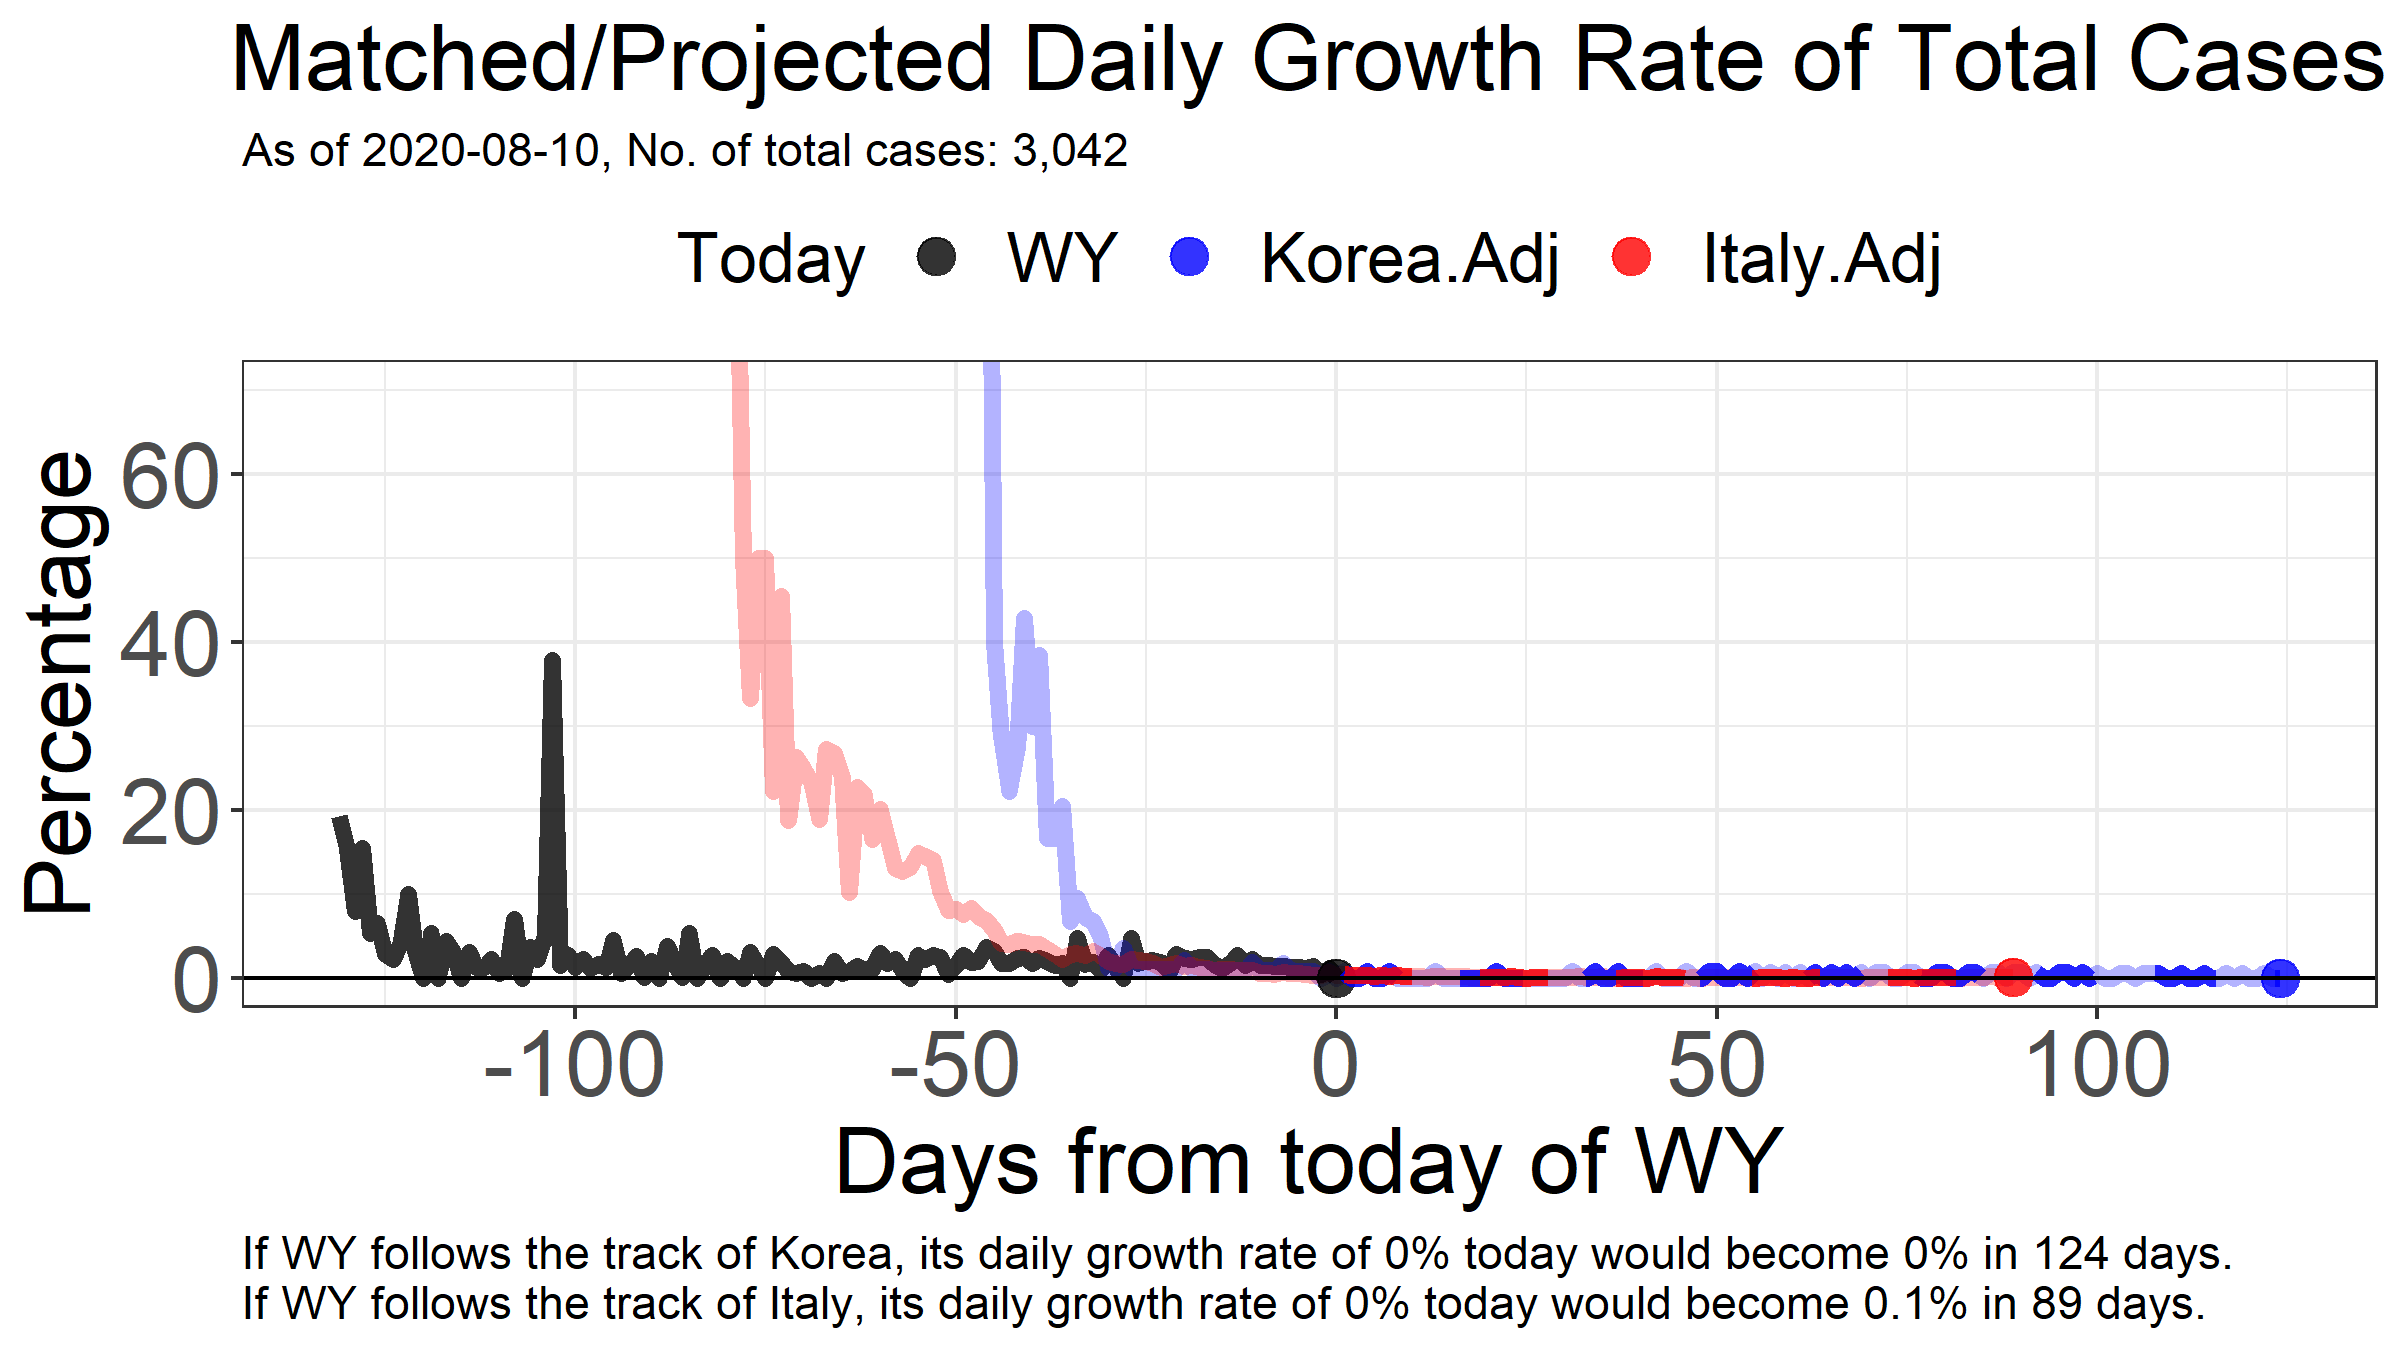 Matched/Projected Daily Growth Rate of Total Cases
As of 2020-08-10, No. of total cases: 3,042
Today WY Korea.Adj Italy.Adj
Percentage
60
40
20
0
-100 -50 0 50 100
Days from today of WY
If WY follows the track of Korea, its daily growth rate of 0% today would become 0% in 124 days.
If WY follows the track of Italy, its daily growth rate of 0% today would become 0.1% in 89 days.